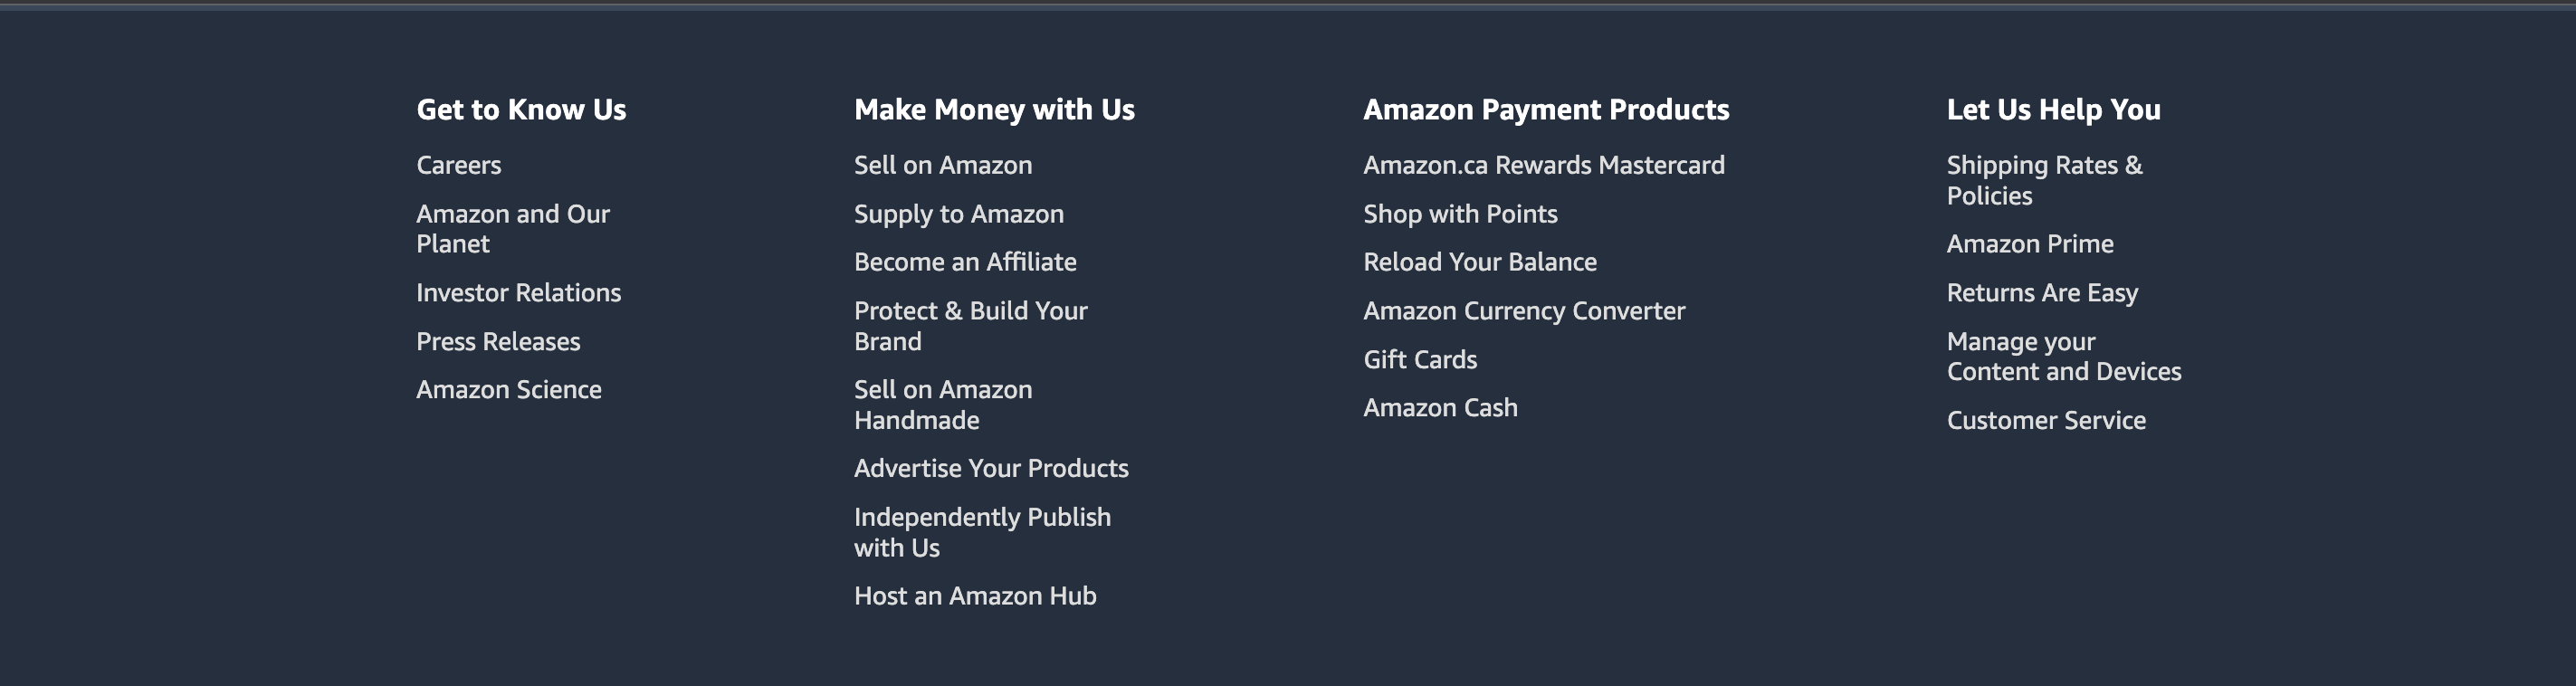 Get to Know Us
Careers
Amazon and Our
Planet
Investor Relations
Press Releases
Amazon Science
Make Money with Us
Sell on Amazon
Supply to Amazon
Become an Affiliate
Protect & Build Your
Brand
Sell on Amazon
Handmade
Advertise Your Products
Independently Publish
with Us
Host an Amazon Hub
Amazon Payment Products
Amazon.ca Rewards Mastercard
Shop with Points
Reload Your Balance
Amazon Currency Converter
Gift Cards
Amazon Cash
Let Us Help You
Shipping Rates &
Policies
Amazon Prime
Returns Are Easy
Manage your
Content and Devices
Customer Service